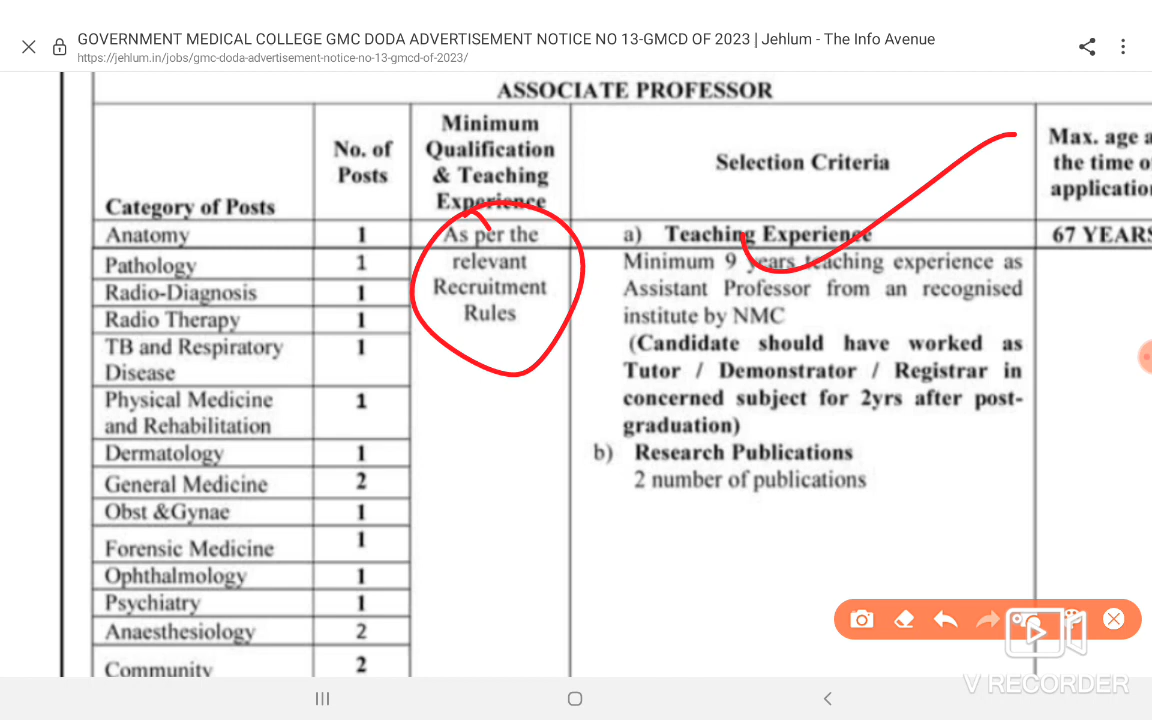 GOVERNMENT MEDICAL COLLEGE GMC DODA ADVERTISEMENT NOTICE NO 13-GMCD OF 2023 | Jehlum - The Info Avenue
https://jehlum.in/jobs/gmc-doda-advertisement-notice-no-13-gmcd-of-2023/
ASSOCIATE PROFESSOR
Category of Posts
No. of
Posts
Minimum
Qualification
& Teaching
Experience
Selection Criteria
Max. age a
the time o
application
Anatomy 1
Pathology 1
Radio-Diagnosis 1
Radio Therapy 1
TB and Respiratory 1
Disease
Physical Medicine 1
and Rehabilitation
Dermatology 1
General Medicine 2
Obst &Gynae 1
Forensic Medicine 1
Ophthalmology 1
Psychiatry 1
Anaesthesiology 2
Community 2
As per the
relevant
Recruitment
Rules
a) Teaching Experience
Minimum 9 years teaching experience as
Assistant Professor from an recognised
institute by NMC
(Candidate should have worked as
Tutor / Demonstrator / Registrar in
concerned subject for 2yrs after post-
graduation)
b) Research Publications
2 number of publications
67 YEARS
V RECORDER